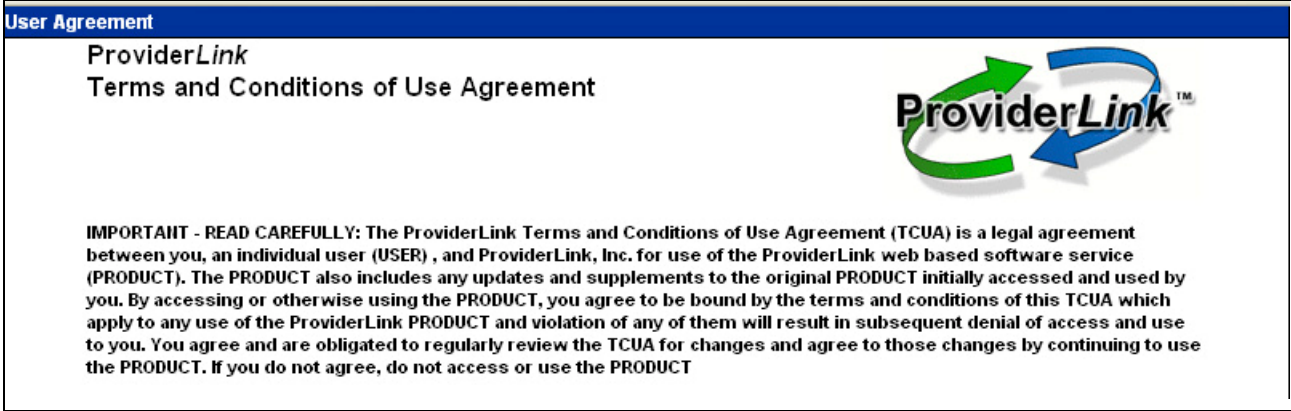 User Agreement
ProviderLink
Terms and Conditions of Use Agreement
ProviderLink™
IMPORTANT - READ CAREFULLY: The ProviderLink Terms and Conditions of Use Agreement (TCUA) is a legal agreement
between you, an individual user (USER) , and ProviderLink, Inc. for use of the ProviderLink web based software service
(PRODUCT). The PRODUCT also includes any updates and supplements to the original PRODUCT initially accessed and used by
you. By accessing or otherwise using the PRODUCT, you agree to be bound by the terms and conditions of this TCUA which
apply to any use of the ProviderLink PRODUCT and violation of any of them will result in subsequent denial of access and use
to you. You agree and are obligated to regularly review the TCUA for changes and agree to those changes by continuing to use
the PRODUCT. If you do not agree, do not access or use the PRODUCT